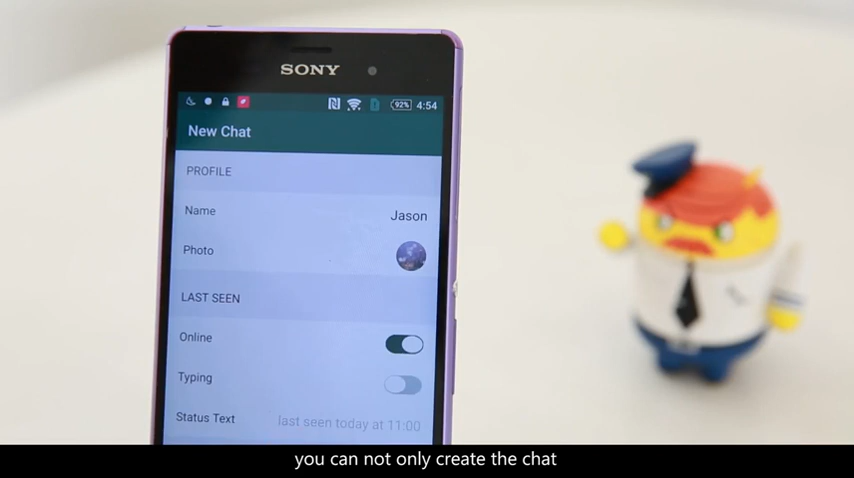 SONY
92% 4:54
New Chat
PROFILE
Name Jason
Photo
LAST SEEN
Online
Typing
Status Text last seen today at 11:00
you can not only create the chat